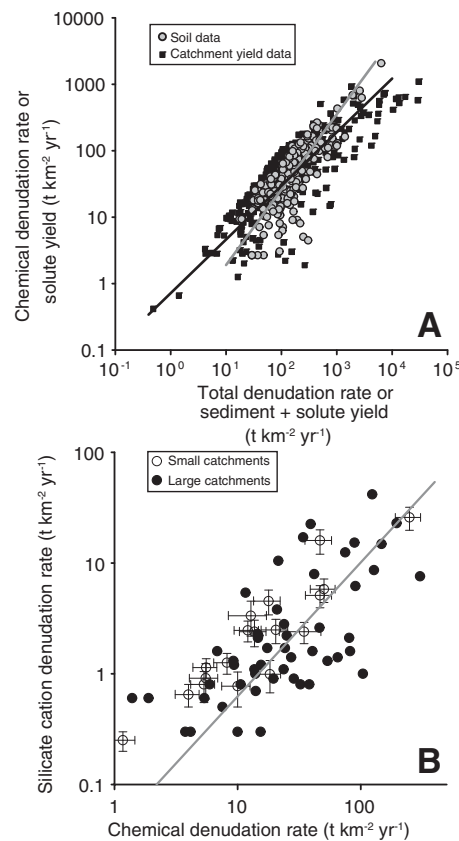 Soil data
Catchment yield data
10000
1000
100
10
1
0.1
10-1
100
101
102
103
104
105
Chemical denudation rate or
solute yield (t km-2 yr-1)
Total denudation rate or
sediment + solute yield
(t km-2 yr-1)
A
Small catchments
Large catchments
100
10
1
0.1
1
10
100
Silicate cation denudation rate (t km-2 yr-1)
Chemical denudation rate (t km-2 yr-1)
B